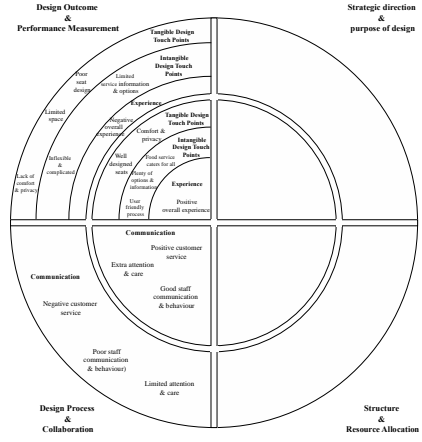 Design Outcome
&
Performance Measurement
Strategic direction
&
purpose of design
Tangible Design
Touch Points
Intangible
Design Touch
Points
Poor
seat
design
Limited
service information
& options
Experience
Limited
space
Negative
overall
experience
Tangible Design
Touch Points
Comfort &
privacy
Intangible
Design Touch
Points
Inflexible
&
complicated
Well
designed
seats
Food service
caters for all
Plenty of
options &
information
Lack of
comfort
& privacy
Experience
User
friendly
process
Positive
overall experience
Communication
Positive customer
service
Extra attention
& care
Communication
Good staff
communication
& behaviour
Negative customer
service
Poor staff
communication
& behaviour)
Limited attention
& care
Design Process
&
Collaboration
Structure
&
Resource Allocation